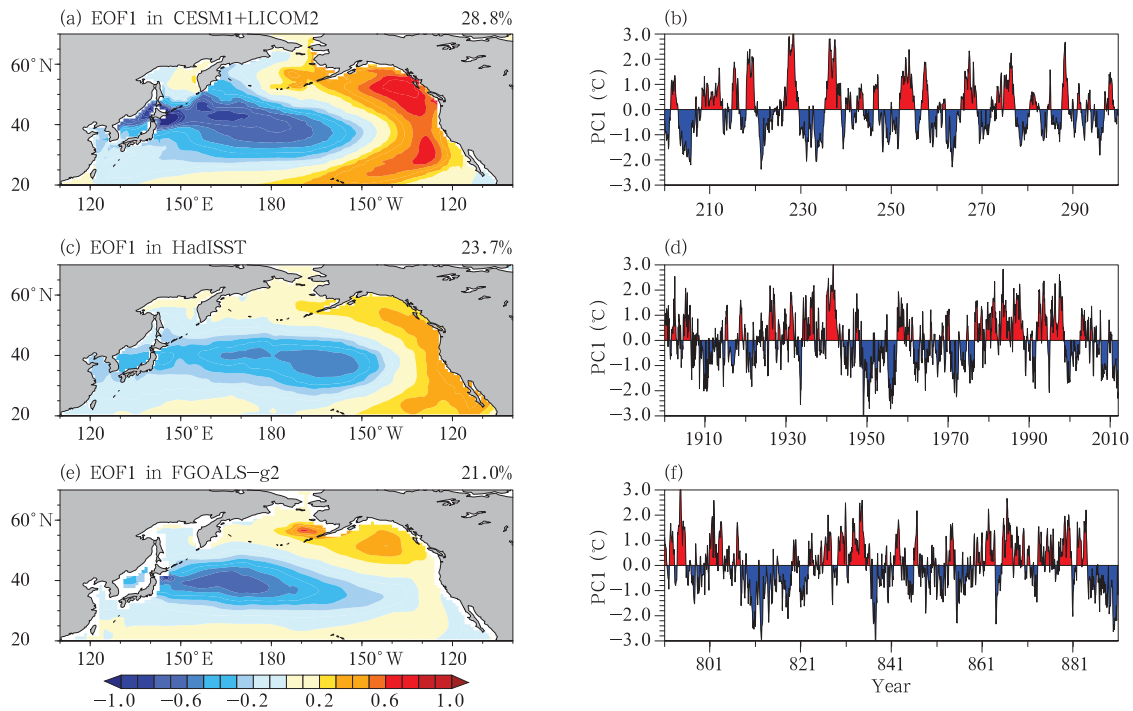 (a) EOF1 in CESM1+LICOM2 28.8%
60°N
40
20
120 150°E 180 150°W
(b)
PC1 (℃)
3.0
2.0
1.0
0.0
−1.0
−2.0
−3.0
210 230 250 270 290
(c) EOF1 in HadISST 23.7%
60°N
40
20
120 150°E 180 150°W
(d)
PC1 (℃)
3.0
2.0
1.0
0.0
−1.0
−2.0
−3.0
1910 1930 1950 1970 1990 2010
(e) EOF1 in FGOALS−g2 21.0%
60°N
40
20
120 150°E 180 150°W
−1.0 −0.6 −0.2 0.2 0.6 1.0
(f)
PC1 (℃)
3.0
2.0
1.0
0.0
−1.0
−2.0
−3.0
801 821 841 861 881
Year